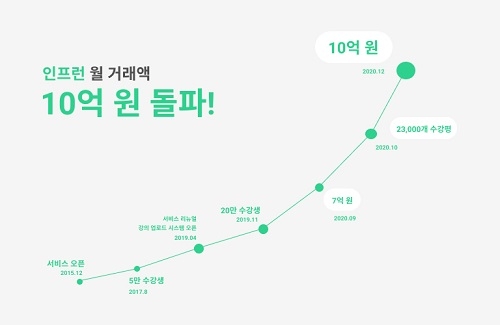 인프런 월 거래액
10억 원 돌파!
10억 원
2020.12
23,000개 수강평
2020.10
7억 원
2020.09
20만 수강생
2019.11
서비스 리뉴얼
강의 업로드 시스템 오픈
2019.04
5만 수강생
2017.8
서비스 오픈
2015.12